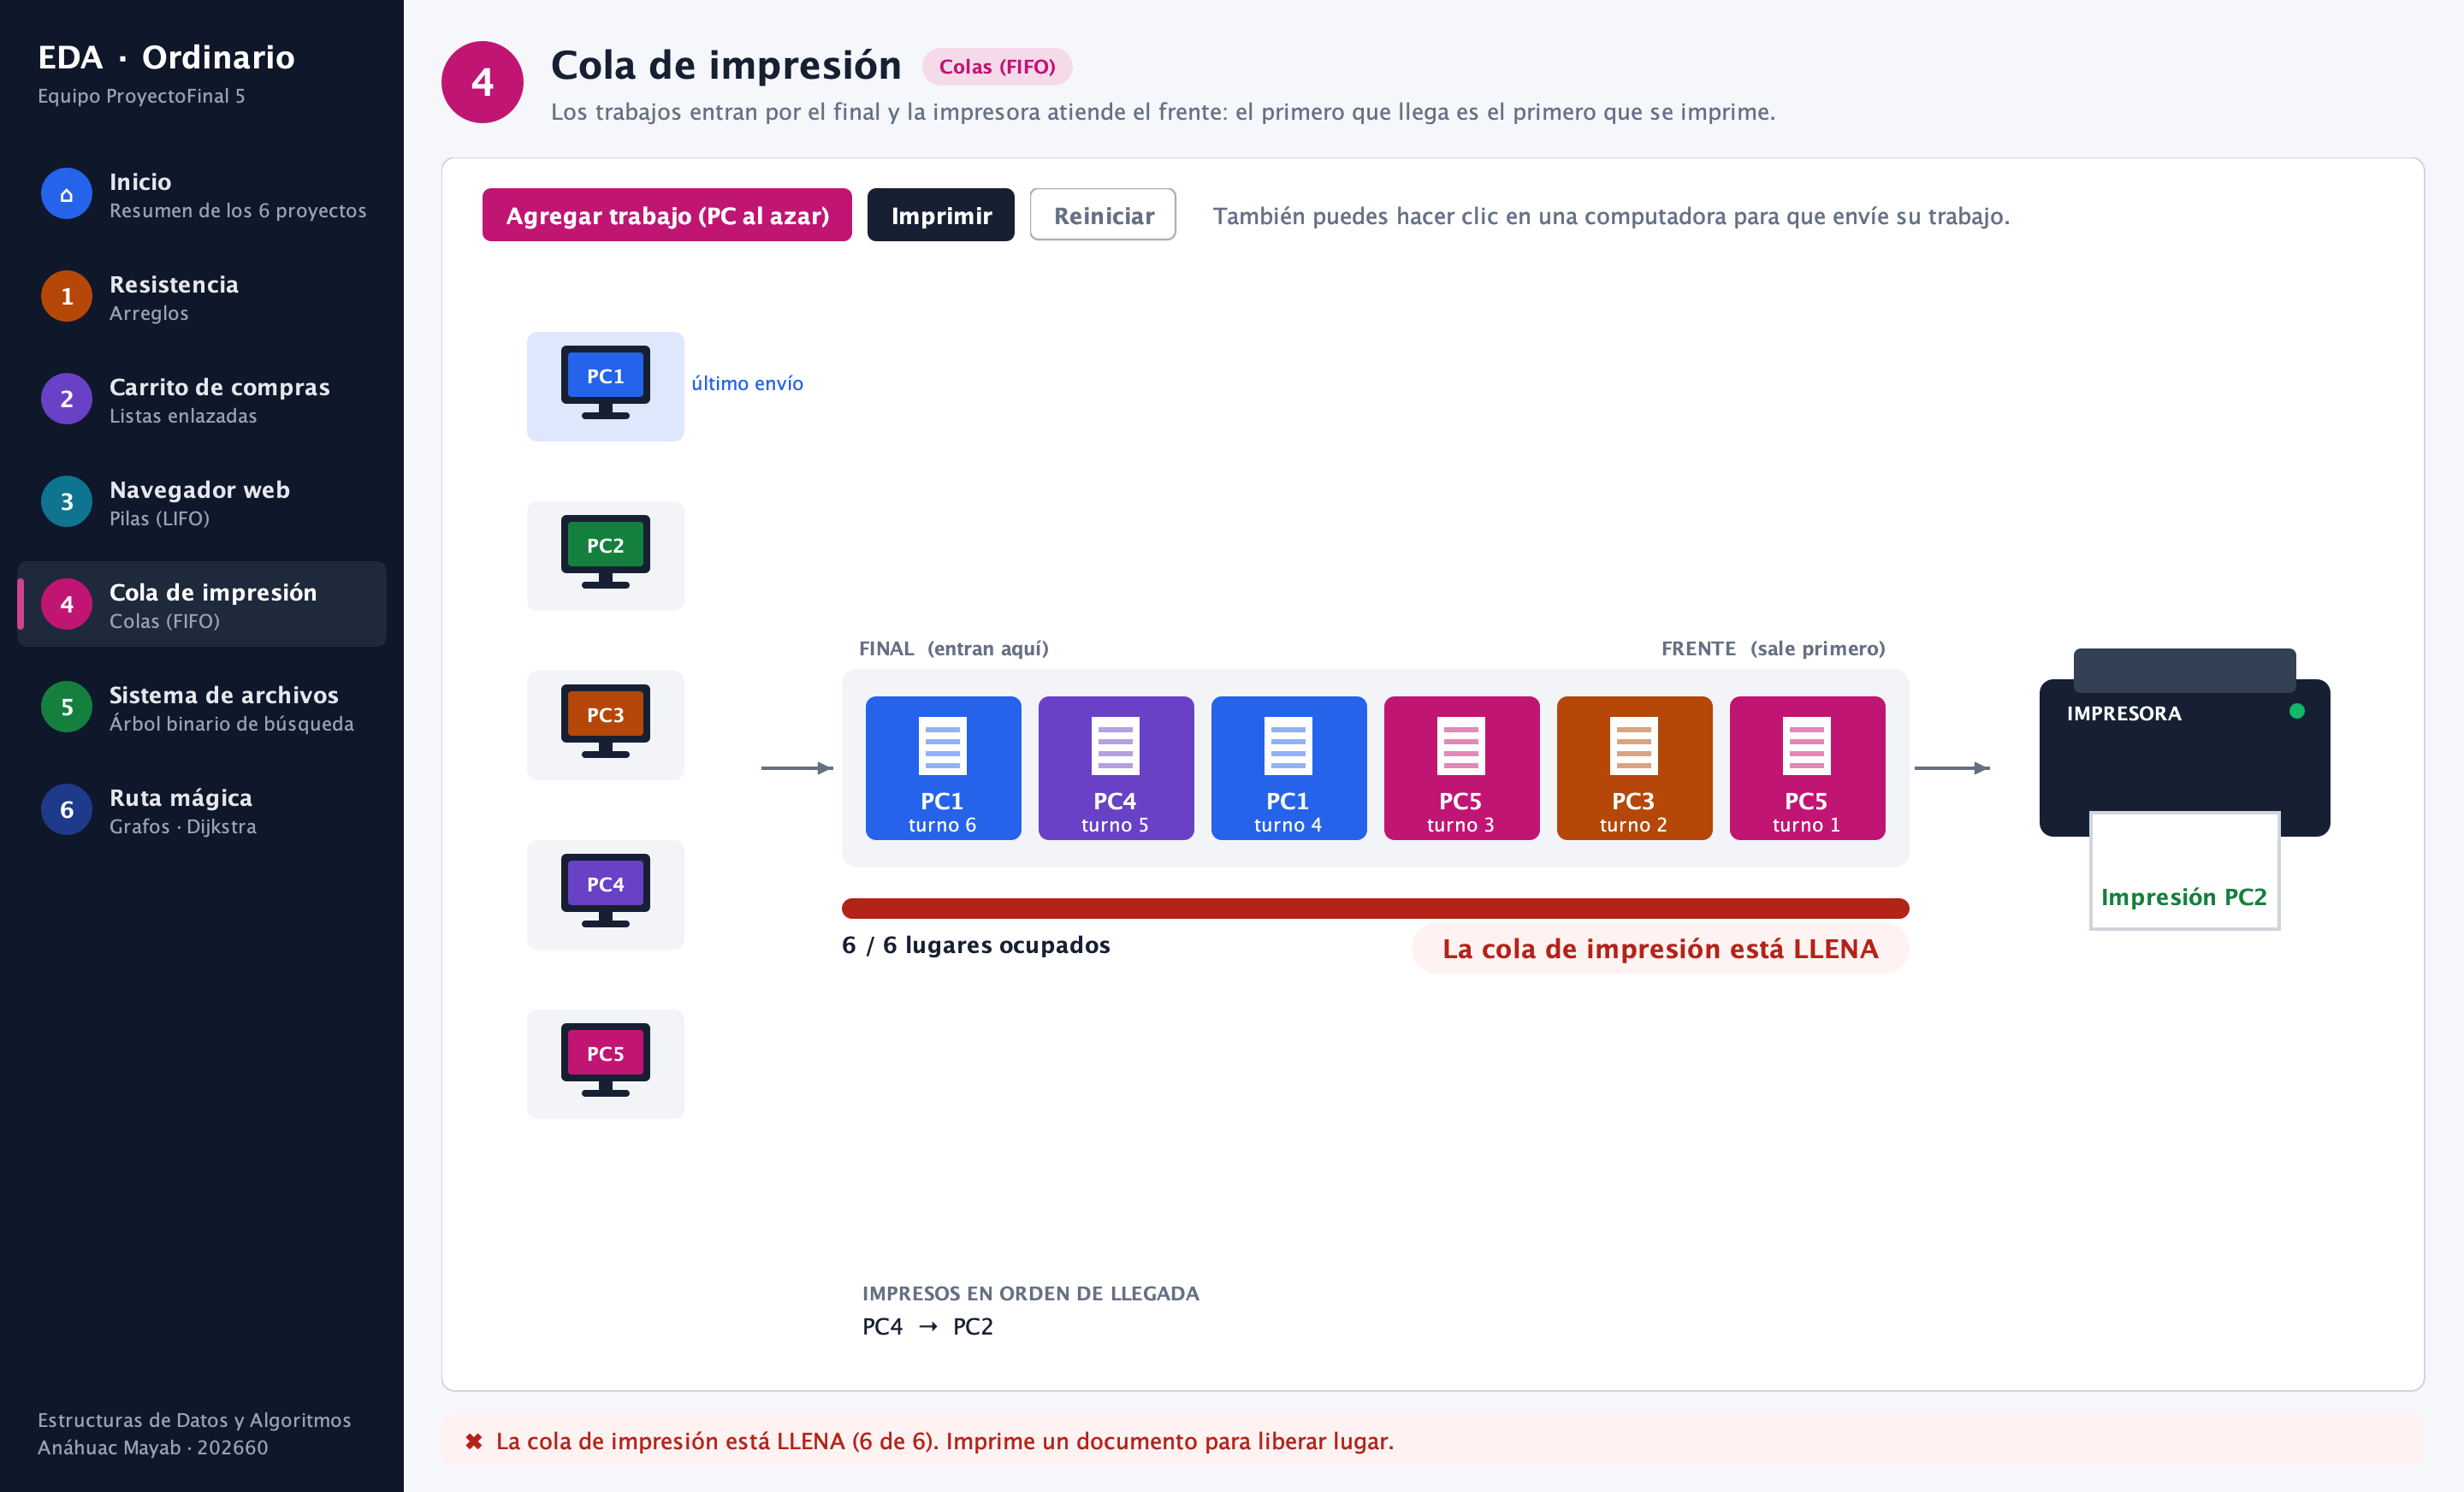 EDA · Ordinario
Equipo ProyectoFinal 5
Inicio
Resumen de los 6 proyectos
1
Resistencia
Arreglos
2
Carrito de compras
Listas enlazadas
3
Navegador web
Pilas (LIFO)
4
Cola de impresión
Colas (FIFO)
5
Sistema de archivos
Árbol binario de búsqueda
6
Ruta mágica
Grafos · Dijkstra
Estructuras de Datos y Algoritmos
Anáhuac Mayab · 202660
4
Cola de impresión
Colas (FIFO)
Los trabajos entran por el final y la impresora atiende el frente: el primero que llega es el primero que se imprime.
Agregar trabajo (PC al azar)
Imprimir
Reiniciar
También puedes hacer clic en una computadora para que envíe su trabajo.
PC1
último envío
PC2
PC3
PC4
PC5
FINAL (entran aquí)
FRENTE (sale primero)
PC1
turno 6
PC4
turno 5
PC1
turno 4
PC5
turno 3
PC3
turno 2
PC5
turno 1
6 / 6 lugares ocupados
La cola de impresión está LLENA
IMPRESORA
Impresión PC2
IMPRESOS EN ORDEN DE LLEGADA
PC4 → PC2
✖ La cola de impresión está LLENA (6 de 6). Imprime un documento para liberar lugar.